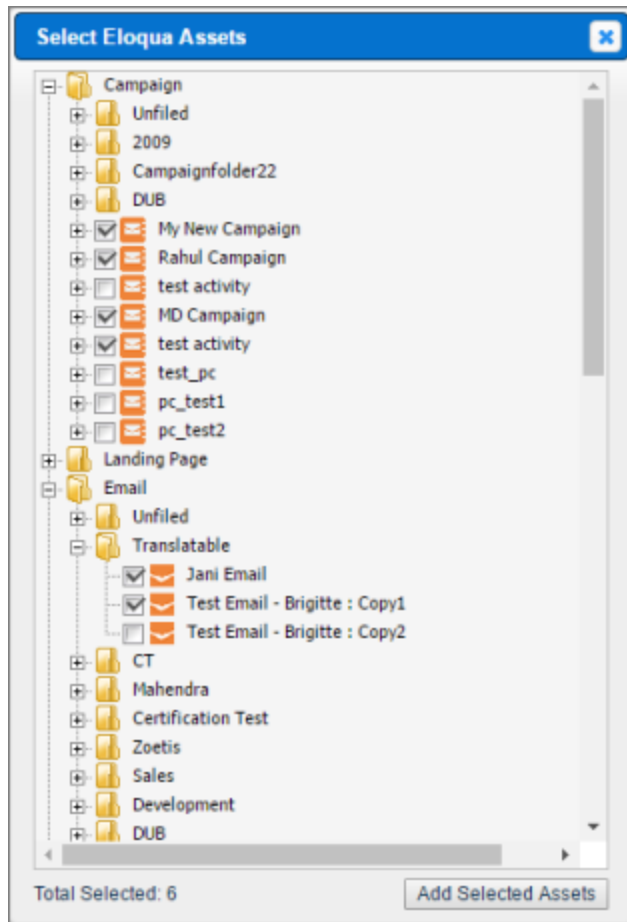 Select Eloqua Assets
Campaign
Unfiled
2009
Campaignfolder22
DUB
My New Campaign
Rahul Campaign
test activity
MD Campaign
test activity
test_pc
pc_test1
pc_test2
Landing Page
Email
Unfiled
Translatable
Jani Email
Test Email - Brigitte : Copy1
Test Email - Brigitte : Copy2
CT
Mahendra
Certification Test
Zoetis
Sales
Development
DUB
Total Selected: 6
Add Selected Assets